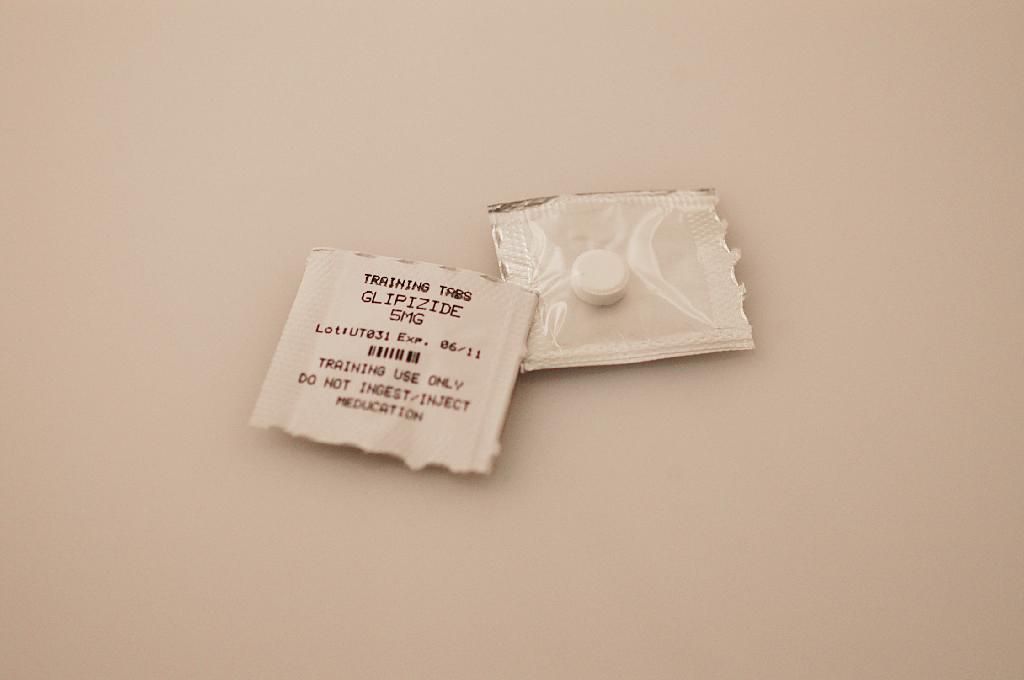 TRAINING TABS
GLIPIZIDE
5MG
Lot:UT031 Exp. 06/11
TRAINING USE ONLY
DO NOT INGEST/INJECT
MEDUCATION